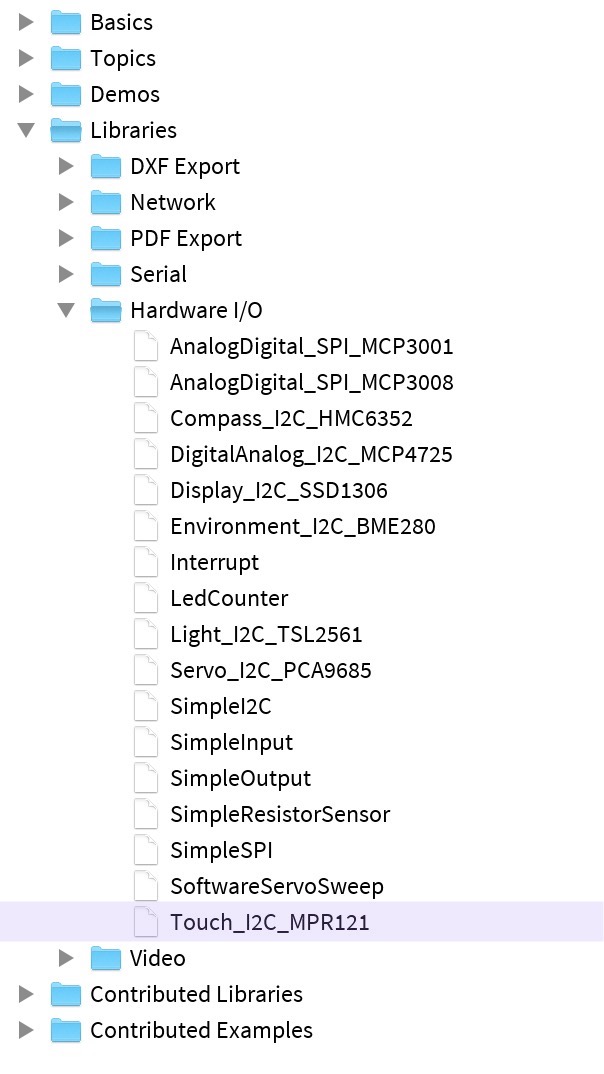 Basics
Topics
Demos
Libraries
DXF Export
Network
PDF Export
Serial
Hardware I/O
AnalogDigital_SPI_MCP3001
AnalogDigital_SPI_MCP3008
Compass_I2C_HMC6352
DigitalAnalog_I2C_MCP4725
Display_I2C_SSD1306
Environment_I2C_BME280
Interrupt
LedCounter
Light_I2C_TSL2561
Servo_I2C_PCA9685
SimpleI2C
SimpleInput
SimpleOutput
SimpleResistorSensor
SimpleSPI
SoftwareServoSweep
Touch_I2C_MPR121
Video
Contributed Libraries
Contributed Examples